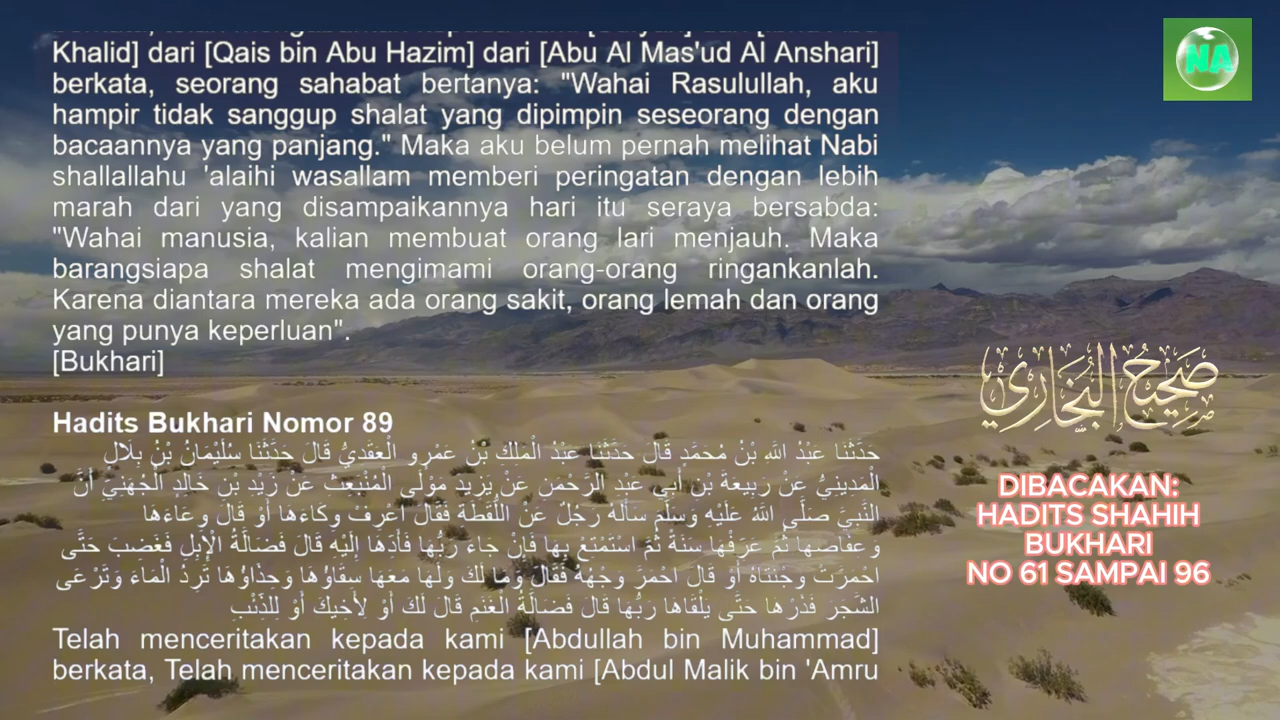 Khalid] dari [Qais bin Abu Hazim] dari [Abu Al Mas'ud Al Anshari]
berkata, seorang sahabat bertanya: "Wahai Rasulullah, aku
hampir tidak sanggup shalat yang dipimpin seseorang dengan
bacaannya yang panjang." Maka aku belum pernah melihat Nabi
shallallahu 'alaihi wasallam memberi peringatan dengan lebih
marah dari yang disampaikannya hari itu seraya bersabda:
"Wahai manusia, kalian membuat orang lari menjauh. Maka
barangsiapa shalat mengimami orang-orang ringankanlah.
Karena diantara mereka ada orang sakit, orang lemah dan orang
yang punya keperluan".
[Bukhari]
Hadits Bukhari Nomor 89
حَدَّثَنَا عَبْدُ اللَّهِ بْنُ مُحَمَّدٍ قَالَ حَدَّثَنَا عَبْدُ الْمَلِكِ بْنُ عَمْرٍو الْعَقَدِيُّ قَالَ حَدَّثَنَا سُلَيْمَانُ بْنُ بِلَالٍ
الْمَدِينِيُّ عَنْ رَبِيعَةَ بْنِ أَبِي عَبْدِ الرَّحْمَنِ عَنْ يَزِيدَ مَوْلَى الْمُنْبَعِثِ عَنْ زَيْدِ بْنِ خَالِدٍ الْجُهَنِيِّ أَنَّ
النَّبِيَّ صَلَّى اللَّهُ عَلَيْهِ وَسَلَّمَ سَأَلَهُ رَجُلٌ عَنْ اللُّقَطَةِ فَقَالَ اعْرِفْ وِكَاءَهَا أَوْ قَالَ وِعَاءَهَا
وَعِفَاصَهَا ثُمَّ عَرِّفْهَا سَنَةً ثُمَّ اسْتَمْتِعْ بِهَا فَإِنْ جَاءَ رَبُّهَا فَأَدِّهَا إِلَيْهِ قَالَ فَضَالَّةُ الْإِبِلِ فَغَضِبَ حَتَّى
احْمَرَّتْ وَجْنَتَاهُ أَوْ قَالَ احْمَرَّ وَجْهُهُ فَقَالَ وَمَا لَكَ وَلَهَا مَعَهَا سِقَاؤُهَا وَحِذَاؤُهَا تَرِدُ الْمَاءَ وَتَرْعَى
الشَّجَرَ فَذَرْهَا حَتَّى يَلْقَاهَا رَبُّهَا قَالَ فَضَالَّةُ الْغَنَمِ قَالَ لَكَ أَوْ لِأَخِيكَ أَوْ لِلذِّئْبِ
Telah menceritakan kepada kami [Abdullah bin Muhammad]
berkata, Telah menceritakan kepada kami [Abdul Malik bin 'Amru
NA
صَحِيحُ الْبُخَارِي
DIBACAKAN:
HADITS SHAHIH
BUKHARI
NO 61 SAMPAI 96